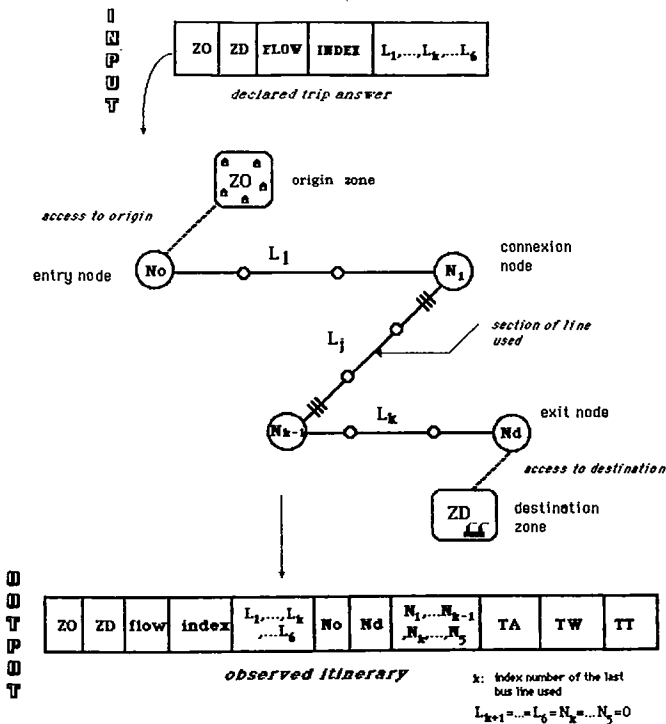 INPUT
ZO ZD FLOW INDEX L₁,...,Lₖ,...L₆
declared trip answer
ZO
origin zone
access to origin
entry node
No
L₁
N₁
connexion node
Lⱼ
section of line used
Nₖ₋₁
Lₖ
Nd
exit node
access to destination
ZD
destination zone
OUTPUT
ZO ZD flow index L₁,...,Lₖ ,...L₆ No Nd N₁,...Nₖ₋₁ ,Nₖ,...,N₅ TA TW TT
observed itinerary
k: index number of the last
bus line used
Lₖ₊₁=...=L₆=Nₖ=...N₅=0